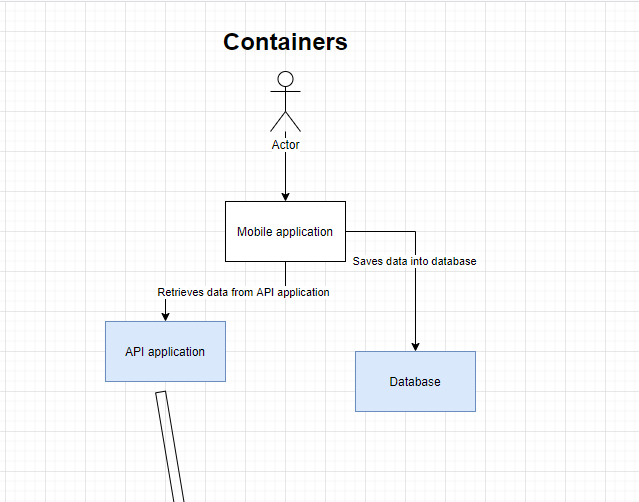 Containers
Actor
Mobile application
Saves data into database
Retrieves data from API application
API application
Database